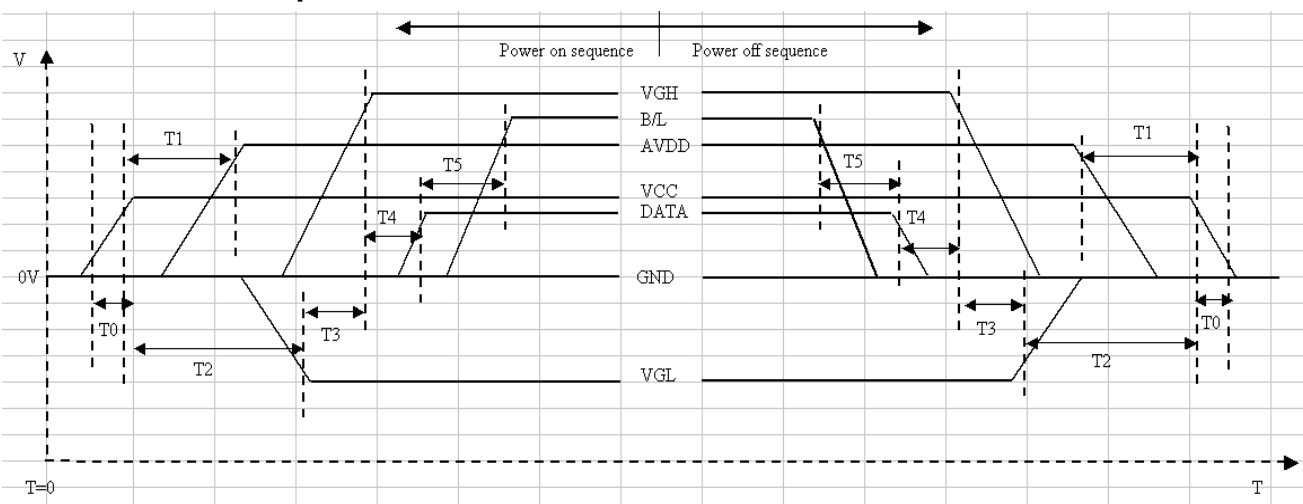 Power on sequence
Power off sequence
V
VGH
B/L
AVDD
VCC
DATA
GND
VGL
0V
T1
T5
T4
T0
T3
T2
T1
T5
T4
T3
T0
T2
T=0
T